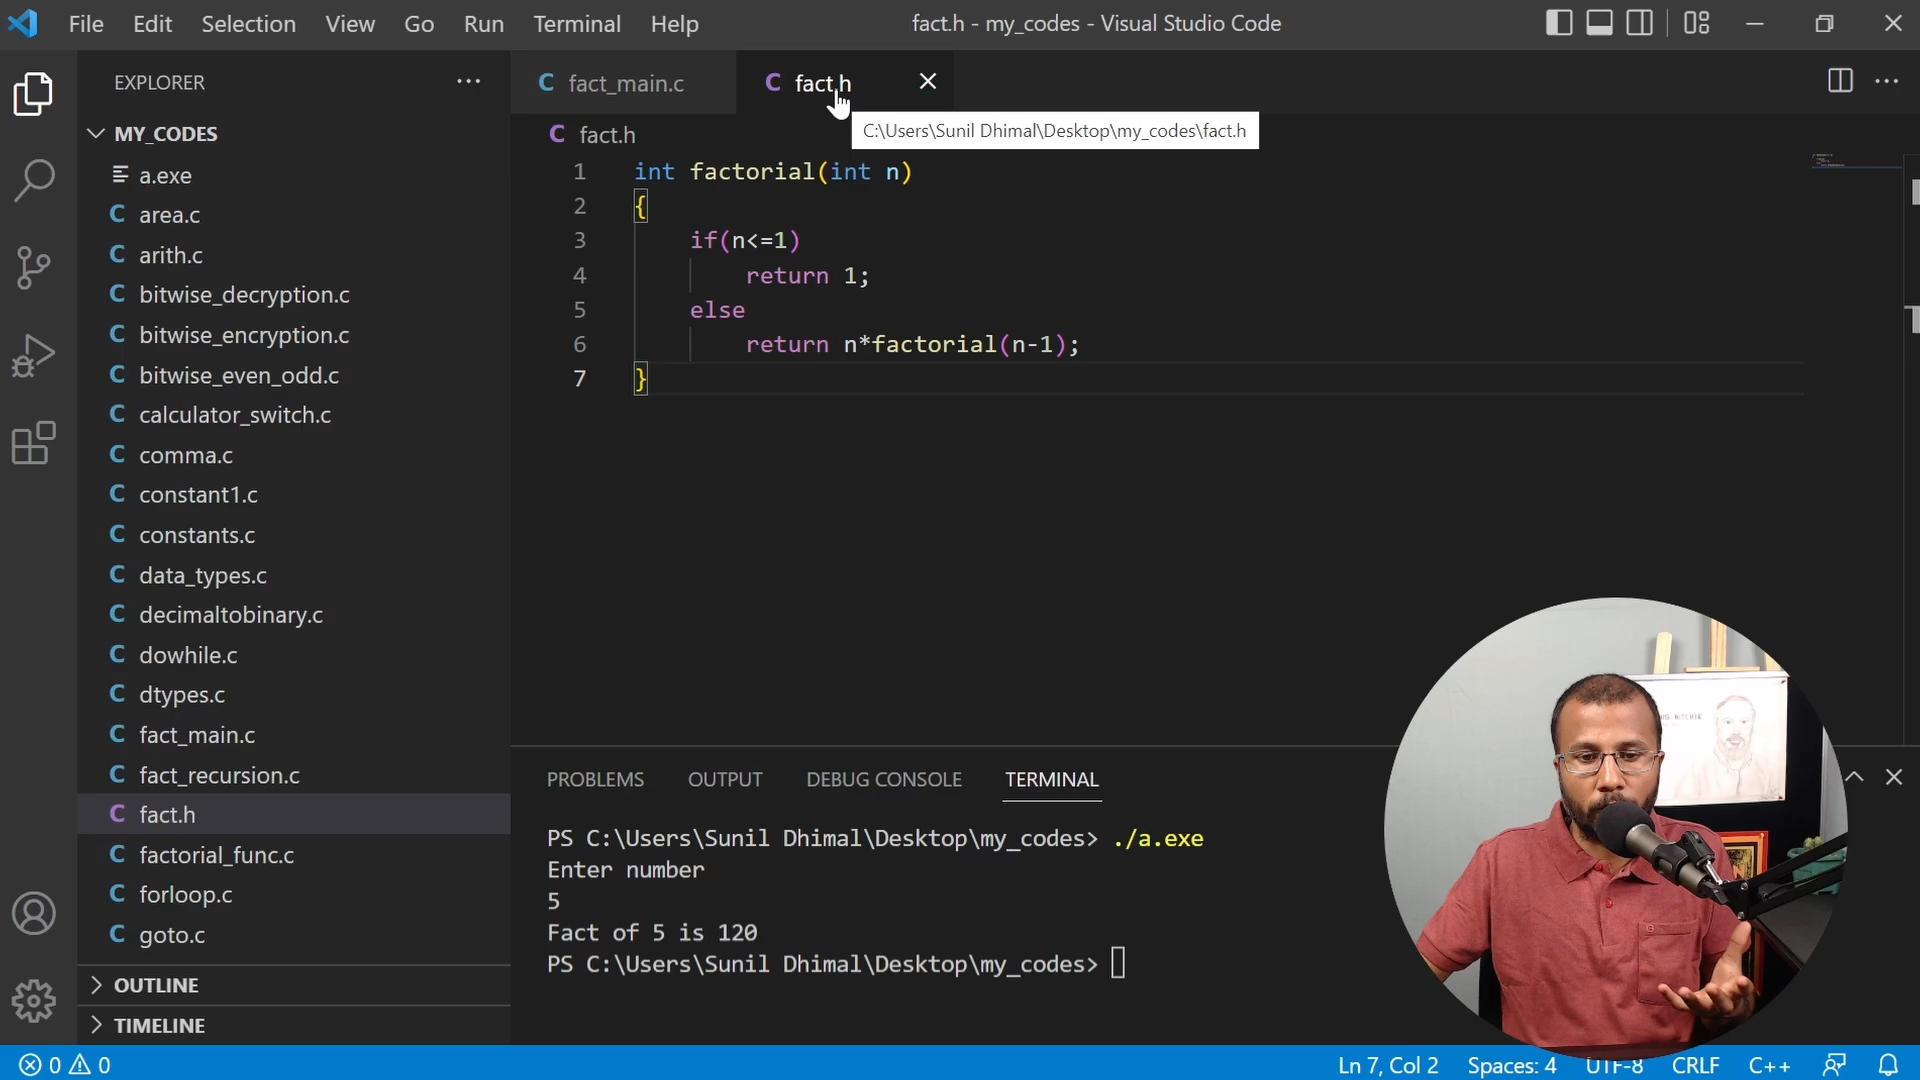 File Edit Selection View Go Run Terminal Help
fact.h - my_codes - Visual Studio Code
EXPLORER
MY_CODES
a.exe
area.c
arith.c
bitwise_decryption.c
bitwise_encryption.c
bitwise_even_odd.c
calculator_switch.c
comma.c
constant1.c
constants.c
data_types.c
decimaltobinary.c
dowhile.c
dtypes.c
fact_main.c
fact_recursion.c
fact.h
factorial_func.c
forloop.c
goto.c
OUTLINE
TIMELINE
C fact_main.c
C fact.h
C fact.h
C:\Users\Sunil Dhimal\Desktop\my_codes\fact.h
1 int factorial(int n)
2 {
3 if(n<=1)
4 return 1;
5 else
6 return n*factorial(n-1);
7 }
PROBLEMS OUTPUT DEBUG CONSOLE TERMINAL
PS C:\Users\Sunil Dhimal\Desktop\my_codes> ./a.exe
Enter number
5
Fact of 5 is 120
PS C:\Users\Sunil Dhimal\Desktop\my_codes>
RITCHIE
0 0
Ln 7, Col 2 Spaces: 4 UTF-8 CRLF C++